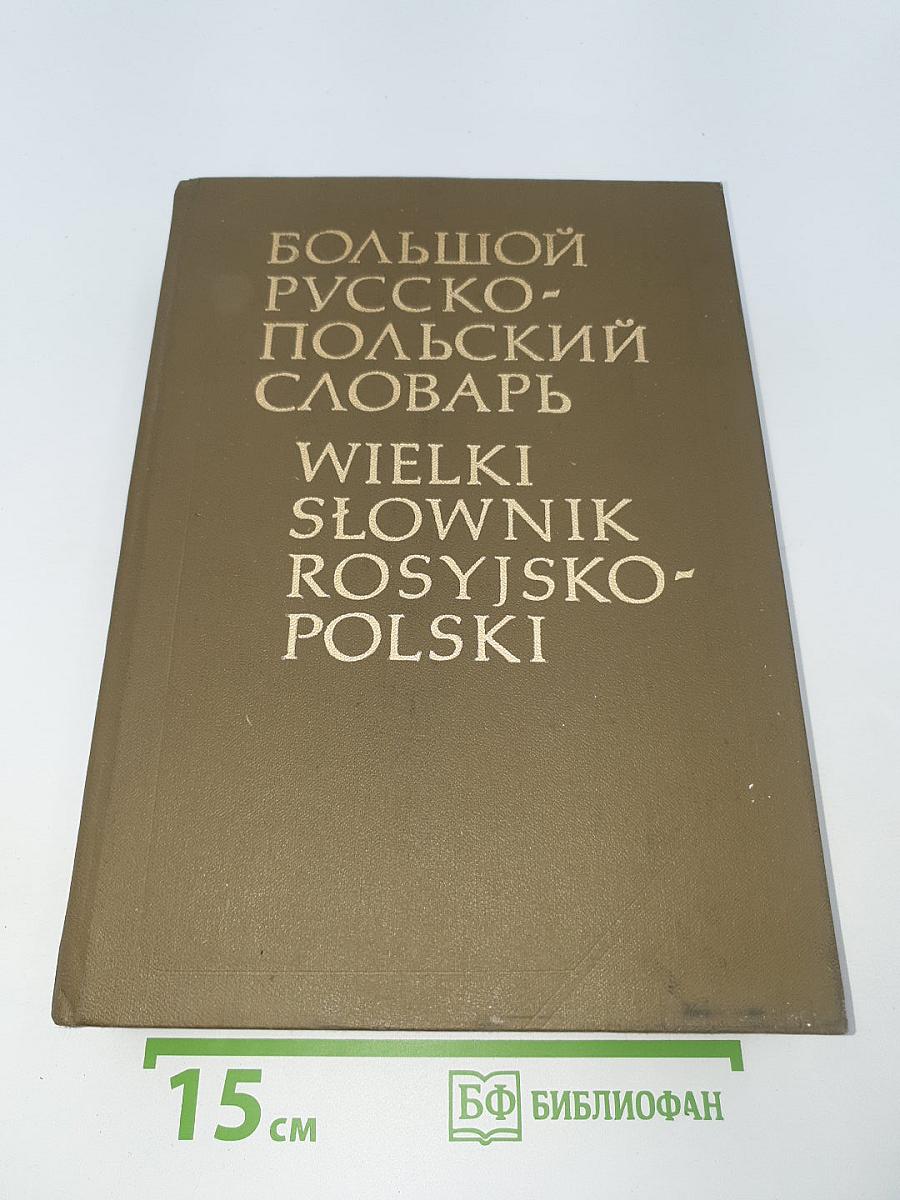 БОЛЬШОЙ
РУССКО-
ПОЛЬСКИЙ
СЛОВАРЬ
WIELKI
SŁOWNIK
ROSYJSKO-
POLSKI
15 см
БФ БИБЛИОФАН